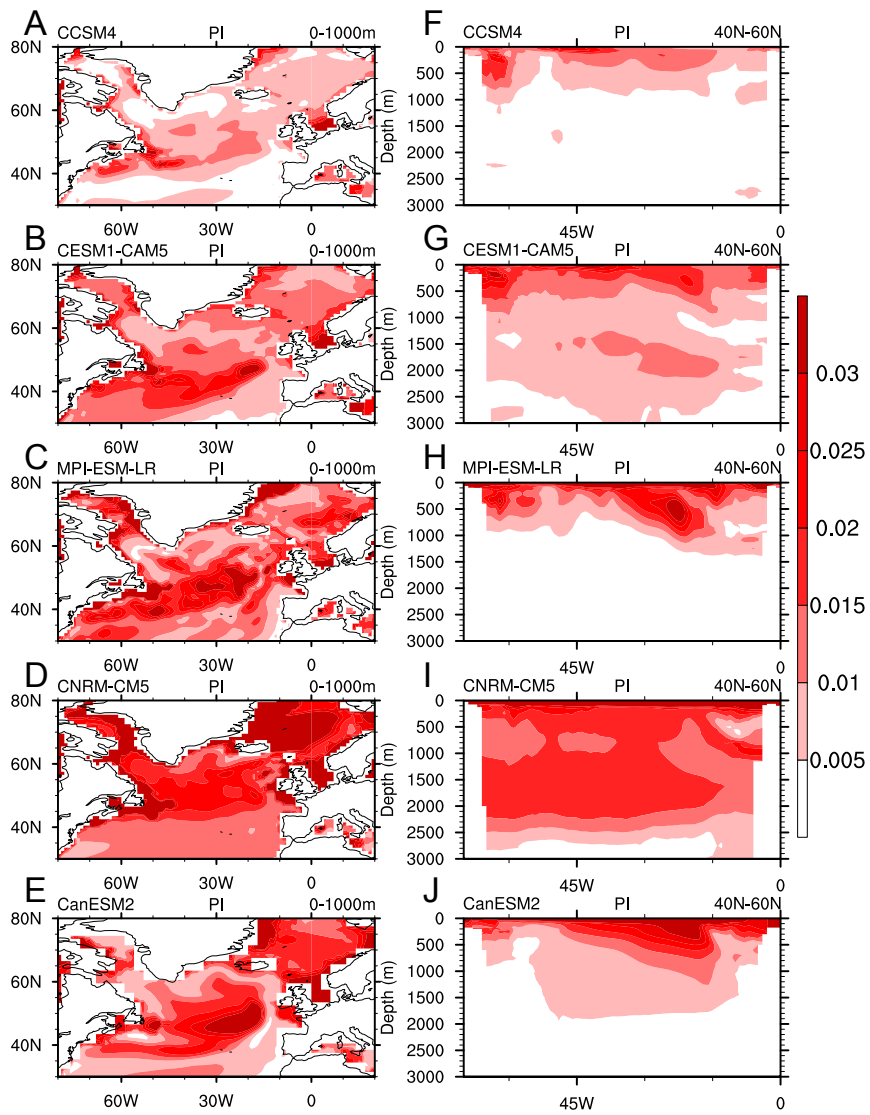 A
CCSM4 PI 0-1000m
80N
60N
40N
60W 30W 0
B
CESM1-CAM5 PI 0-1000m
80N
60N
40N
60W 30W 0
C
MPI-ESM-LR PI 0-1000m
80N
60N
40N
60W 30W 0
D
CNRM-CM5 PI 0-1000m
80N
60N
40N
60W 30W 0
E
CanESM2 PI 0-1000m
80N
60N
40N
60W 30W 0
F
CCSM4 PI 40N-60N
Depth (m)
0
500
1000
1500
2000
2500
3000
45W 0
G
CESM1-CAM5 PI 40N-60N
Depth (m)
0
500
1000
1500
2000
2500
3000
45W 0
H
MPI-ESM-LR PI 40N-60N
Depth (m)
0
500
1000
1500
2000
2500
3000
45W 0
I
CNRM-CM5 PI 40N-60N
Depth (m)
0
500
1000
1500
2000
2500
3000
45W 0
J
CanESM2 PI 40N-60N
Depth (m)
0
500
1000
1500
2000
2500
3000
45W 0
0.03
0.025
0.02
0.015
0.01
0.005